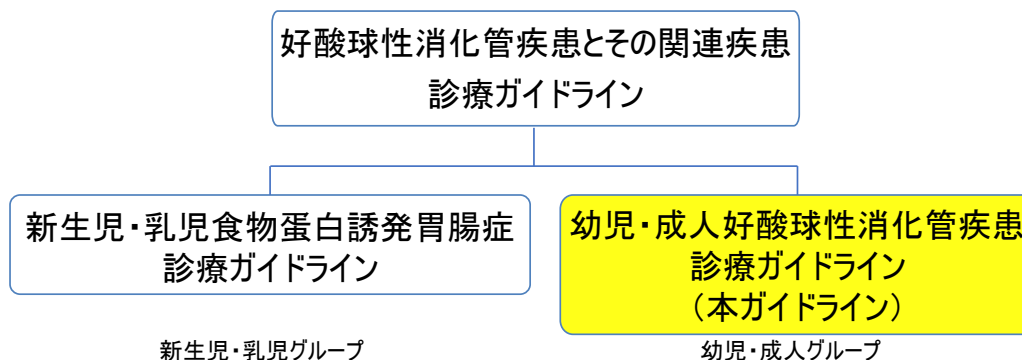 好酸球性消化管疾患とその関連疾患
診療ガイドライン
新生児・乳児食物蛋白誘発胃腸症
診療ガイドライン
幼児・成人好酸球性消化管疾患
診療ガイドライン
（本ガイドライン）
新生児・乳児グループ
幼児・成人グループ